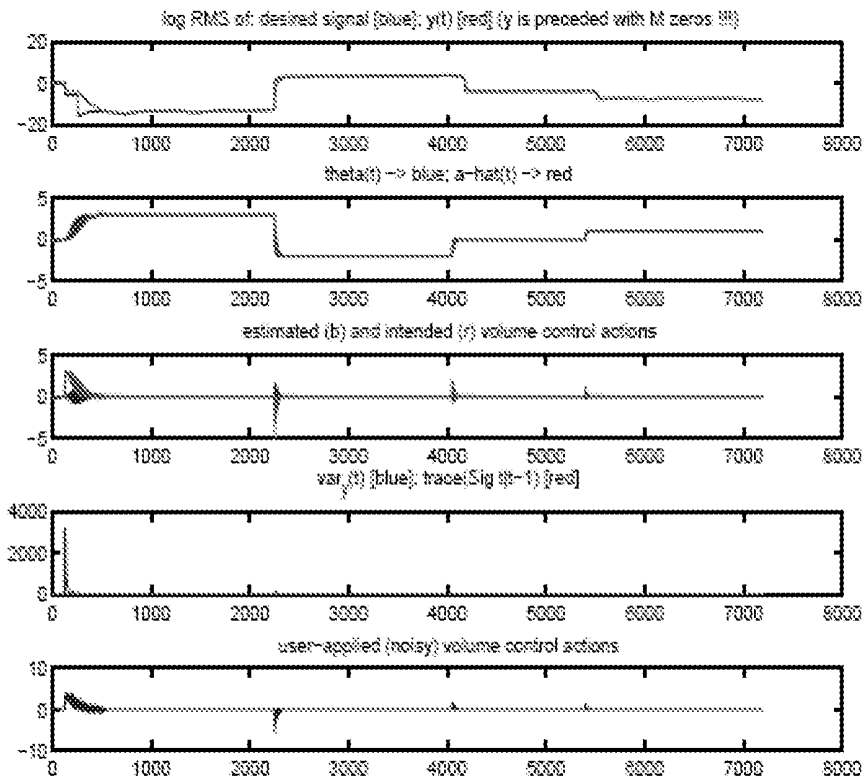 log RMS of: desired signal [blue]; y(t) [red] (y is preceded with M zeros !!!)
20
0
−20
0 1000 2000 3000 4000 5000 6000 7000 8000
theta(t) −> blue; a−hat(t) −> red
5
0
−5
0 1000 2000 3000 4000 5000 6000 7000 8000
estimated (b) and intended (r) volume control actions
5
0
−5
0 1000 2000 3000 4000 5000 6000 7000 8000
var_y(t) [blue]; trace(Sig t(t−1) [red]
4000
2000
0
0 1000 2000 3000 4000 5000 6000 7000 8000
user−applied (noisy) volume control actions
10
0
−10
0 1000 2000 3000 4000 5000 6000 7000 8000